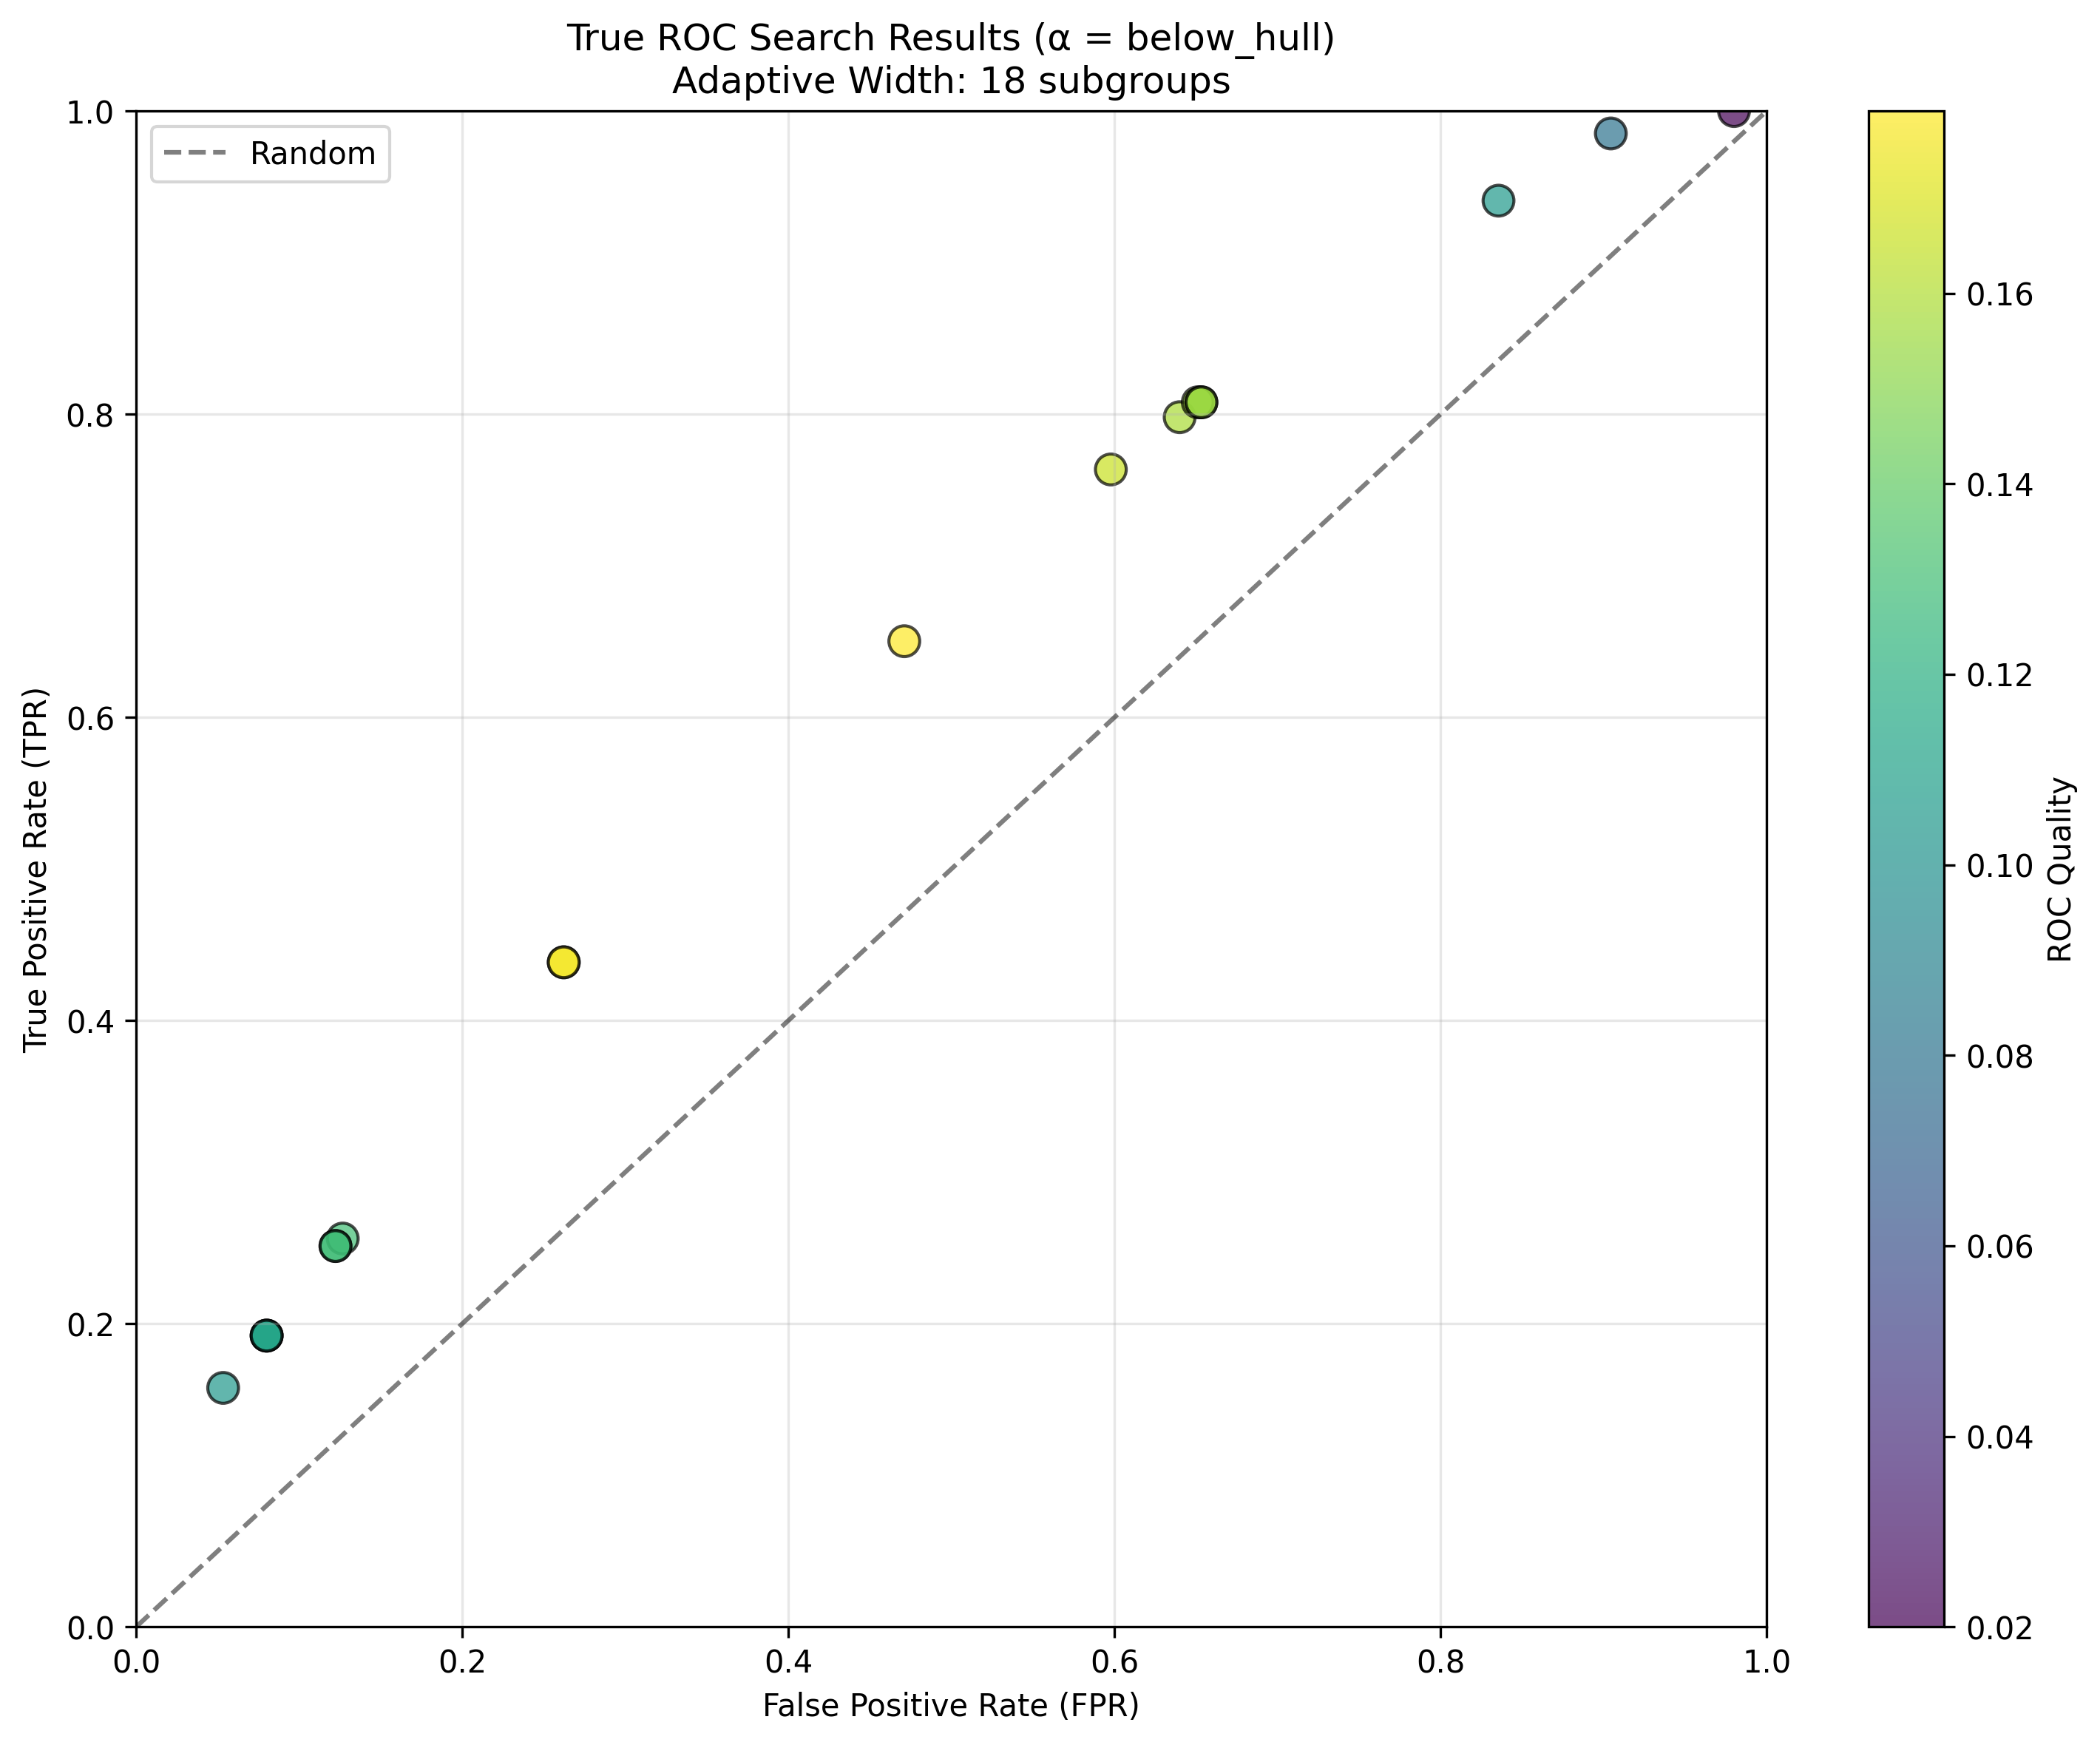 True ROC Search Results (α = below_hull)
Adaptive Width: 18 subgroups
Random
True Positive Rate (TPR)
1.0
0.8
0.6
0.4
0.2
0.0
0.0 0.2 0.4 0.6 0.8 1.0
False Positive Rate (FPR)
0.16
0.14
0.12
0.10
0.08
0.06
0.04
0.02
ROC Quality